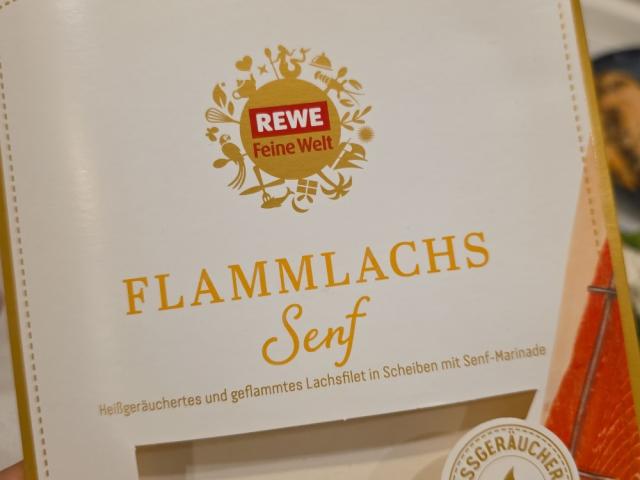 REWE
Feine Welt
FLAMMLACHS
Senf
Heißgeräuchertes und geflammtes Lachsfilet in Scheiben mit Senf-Marinade